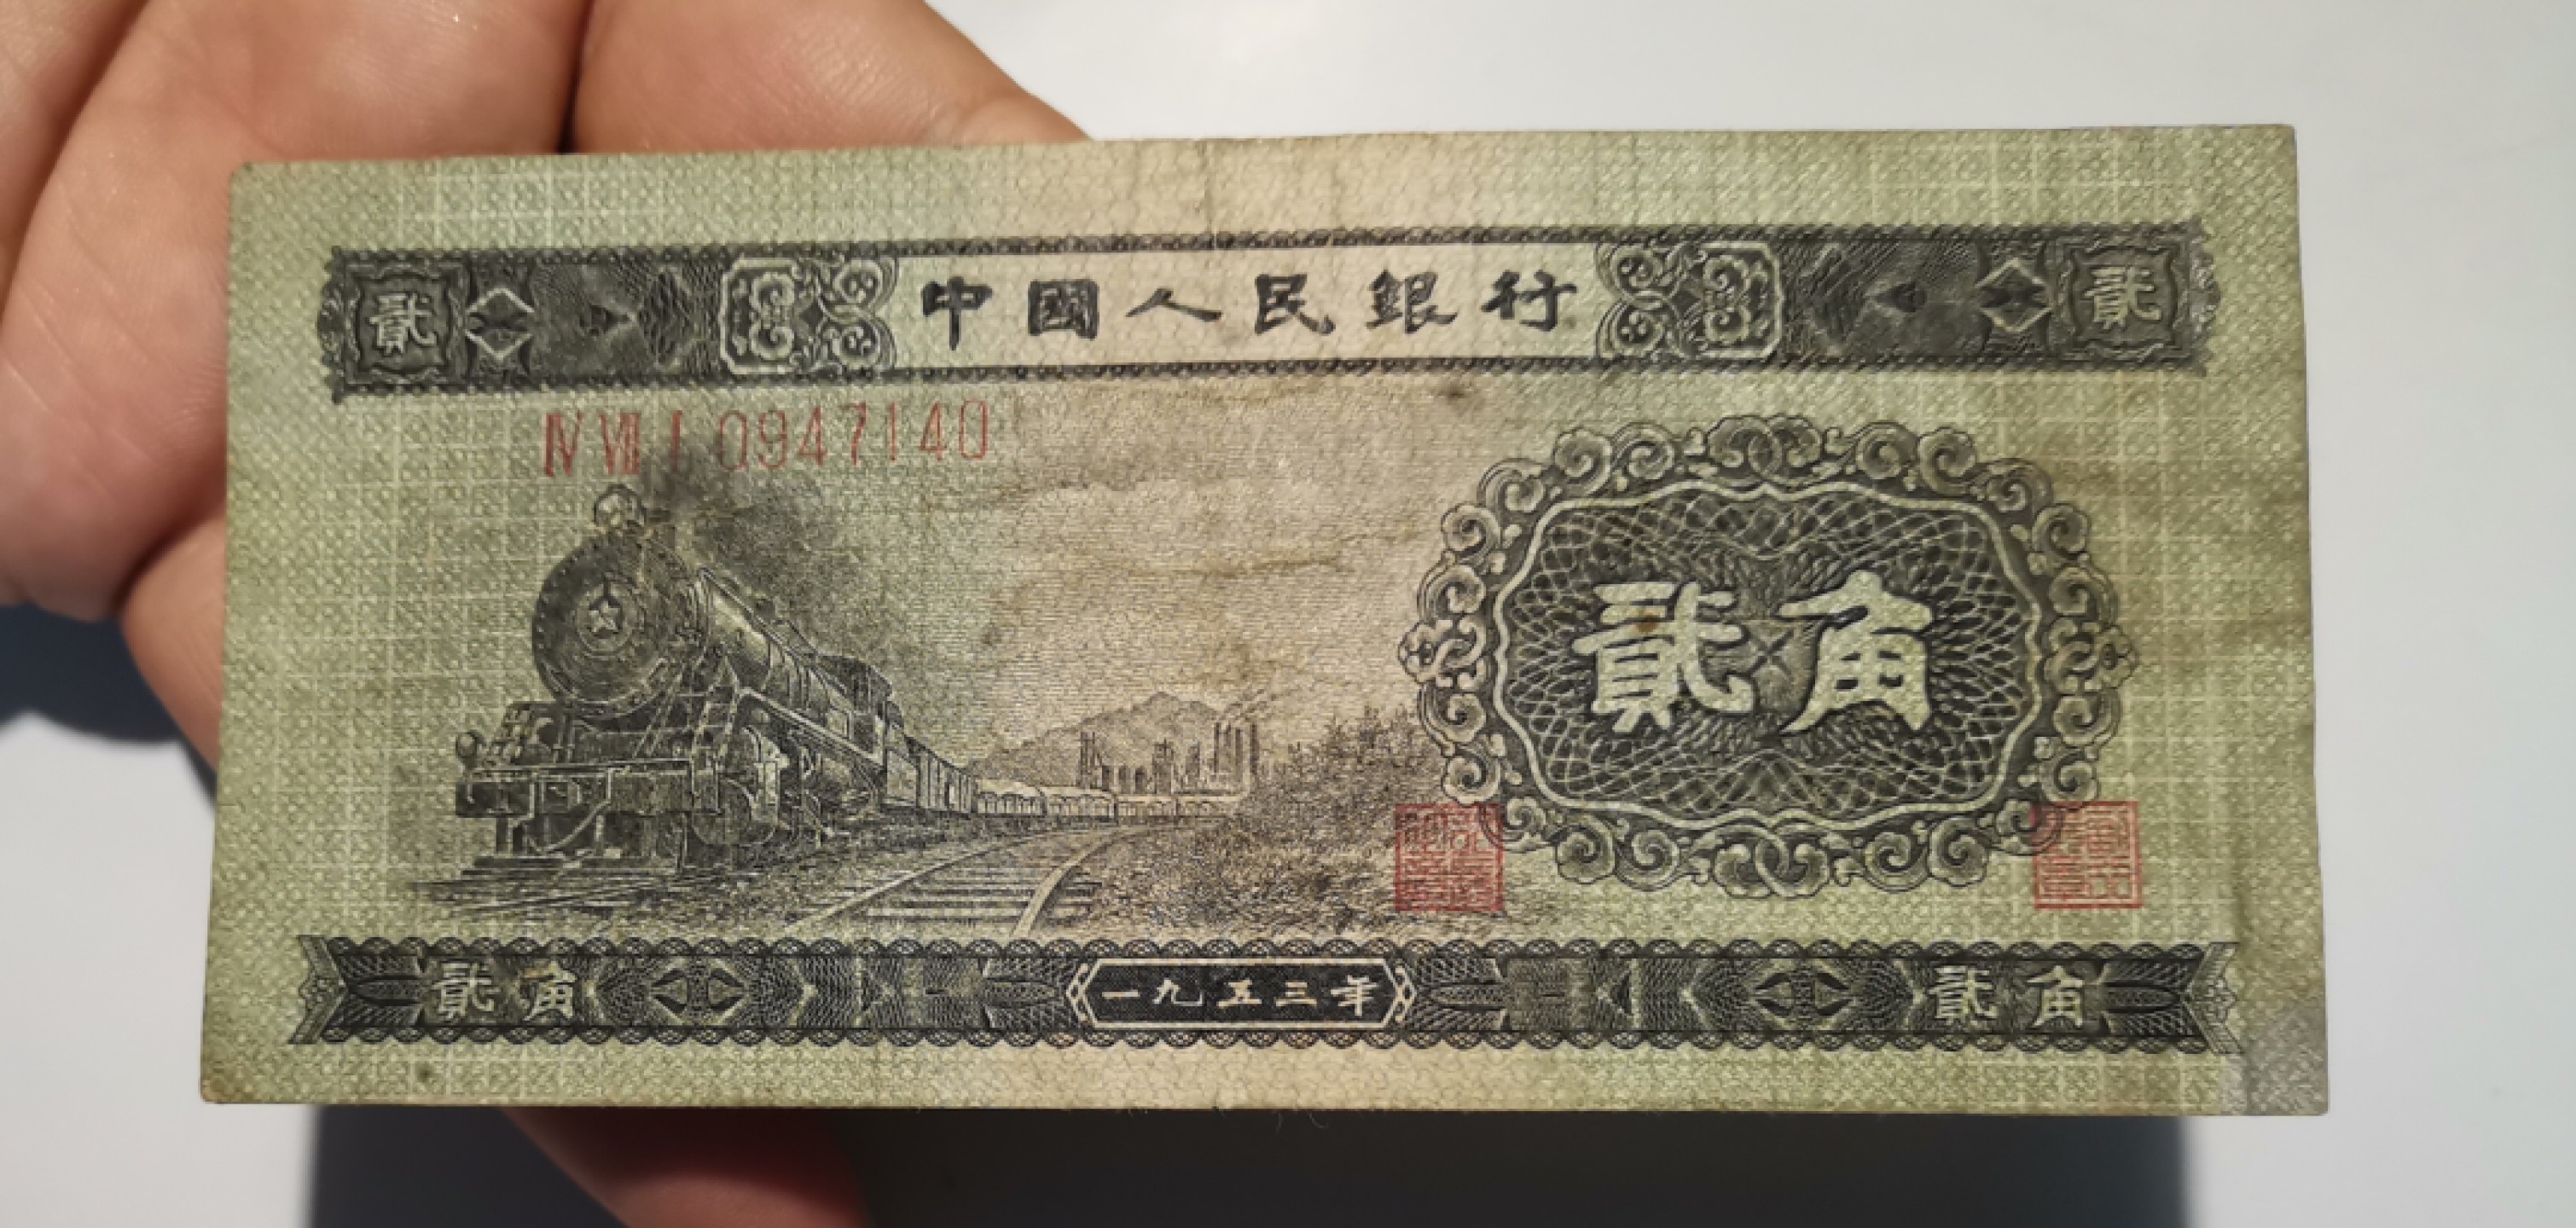 貳 中國人民銀行 貳
Ⅳ Ⅶ Ⅰ 0947140
貳角
貳角 一九五三年 貳角